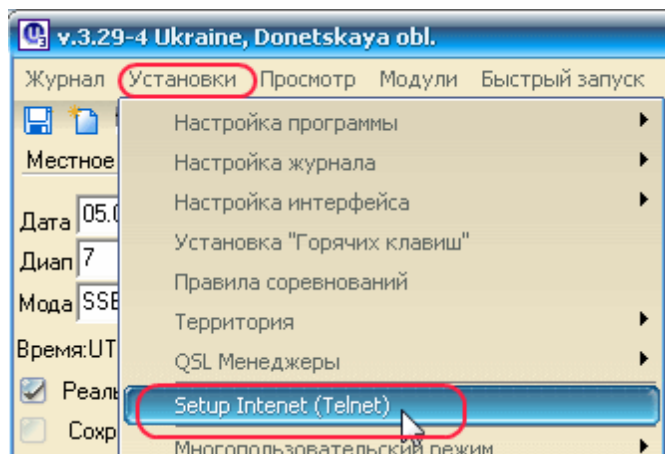 v.3.29-4 Ukraine, Donetskaya obl.
Журнал Установки Просмотр Модули Быстрый запуск
Настройка программы
Местное
Настройка журнала
Настройка интерфейса
Дата 05.0
Установка "Горячих клавиш"
Диап 7
Правила соревнований
Мода SSB
Территория
Время:UT
QSL Менеджеры
Реаль
Setup Intenet (Telnet)
Сохр
Многопользовательский режим